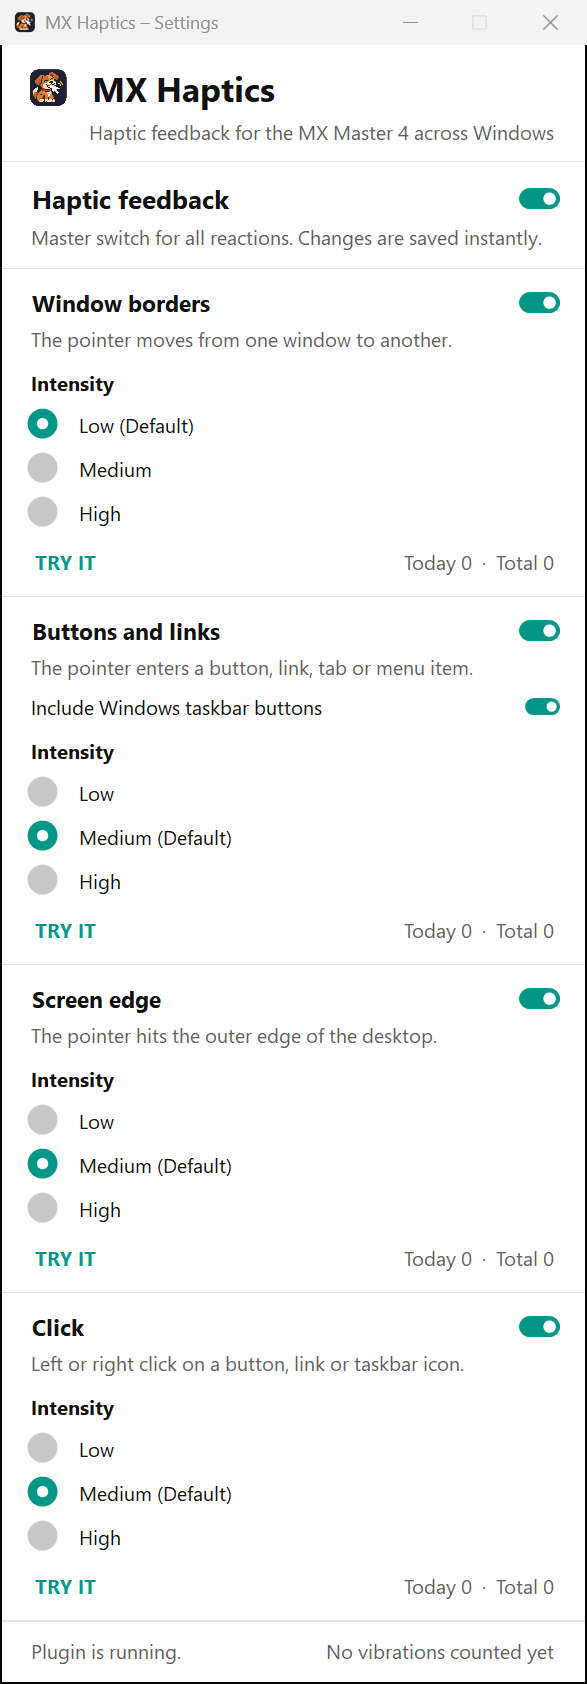 MX Haptics – Settings
MX Haptics
Haptic feedback for the MX Master 4 across Windows
Haptic feedback
Master switch for all reactions. Changes are saved instantly.
Window borders
The pointer moves from one window to another.
Intensity
Low (Default)
Medium
High
TRY IT
Today 0 · Total 0
Buttons and links
The pointer enters a button, link, tab or menu item.
Include Windows taskbar buttons
Intensity
Low
Medium (Default)
High
TRY IT
Today 0 · Total 0
Screen edge
The pointer hits the outer edge of the desktop.
Intensity
Low
Medium (Default)
High
TRY IT
Today 0 · Total 0
Click
Left or right click on a button, link or taskbar icon.
Intensity
Low
Medium (Default)
High
TRY IT
Today 0 · Total 0
Plugin is running.
No vibrations counted yet